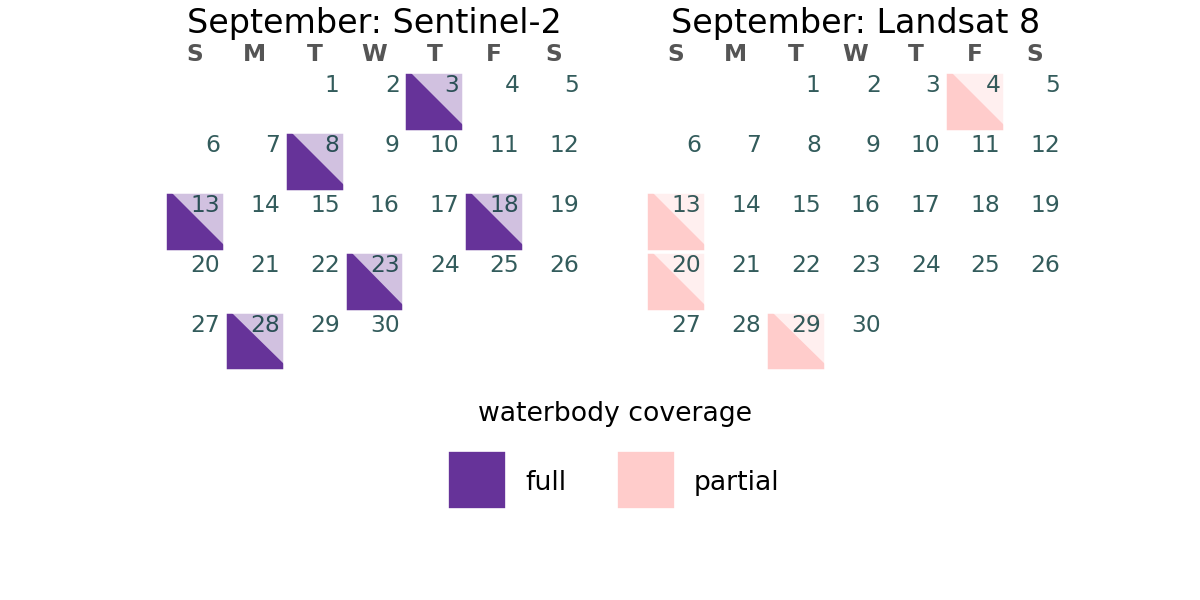 September: Sentinel-2
S M T W T F S
1 2 3 4 5
6 7 8 9 10 11 12
13 14 15 16 17 18 19
20 21 22 23 24 25 26
27 28 29 30
September: Landsat 8
S M T W T F S
1 2 3 4 5
6 7 8 9 10 11 12
13 14 15 16 17 18 19
20 21 22 23 24 25 26
27 28 29 30
waterbody coverage
full partial